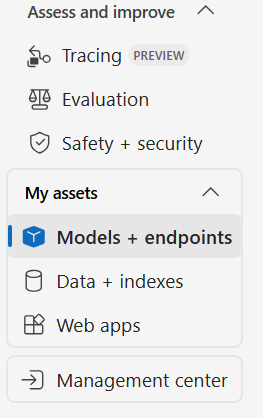 Assess and improve
Tracing PREVIEW
Evaluation
Safety + security
My assets
Models + endpoints
Data + indexes
Web apps
Management center